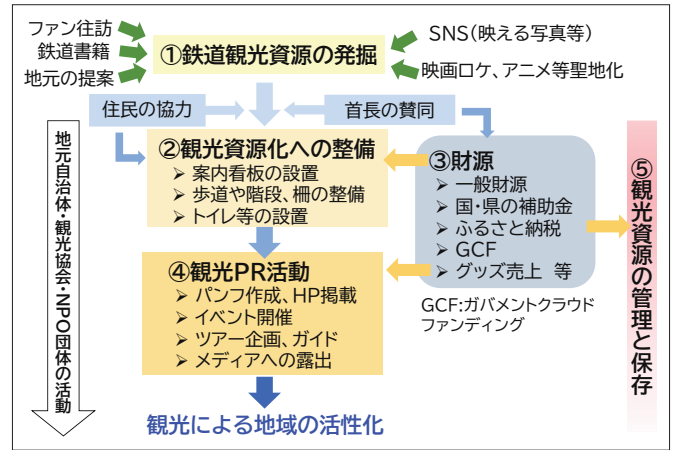 ファン往訪
鉄道書籍
地元の提案
①鉄道観光資源の発掘
SNS(映える写真等)
映画ロケ、アニメ等聖地化
住民の協力
首長の賛同
地元自治体・観光協会・NPO団体の活動
②観光資源化への整備
➢ 案内看板の設置
➢ 歩道や階段、柵の整備
➢ トイレ等の設置
③財源
➢ 一般財源
➢ 国・県の補助金
➢ ふるさと納税
➢ GCF
➢ グッズ売上 等
GCF:ガバメントクラウド
ファンディング
④観光PR活動
➢ パンフ作成、HP掲載
➢ イベント開催
➢ ツアー企画、ガイド
➢ メディアへの露出
⑤観光資源の管理と保存
観光による地域の活性化